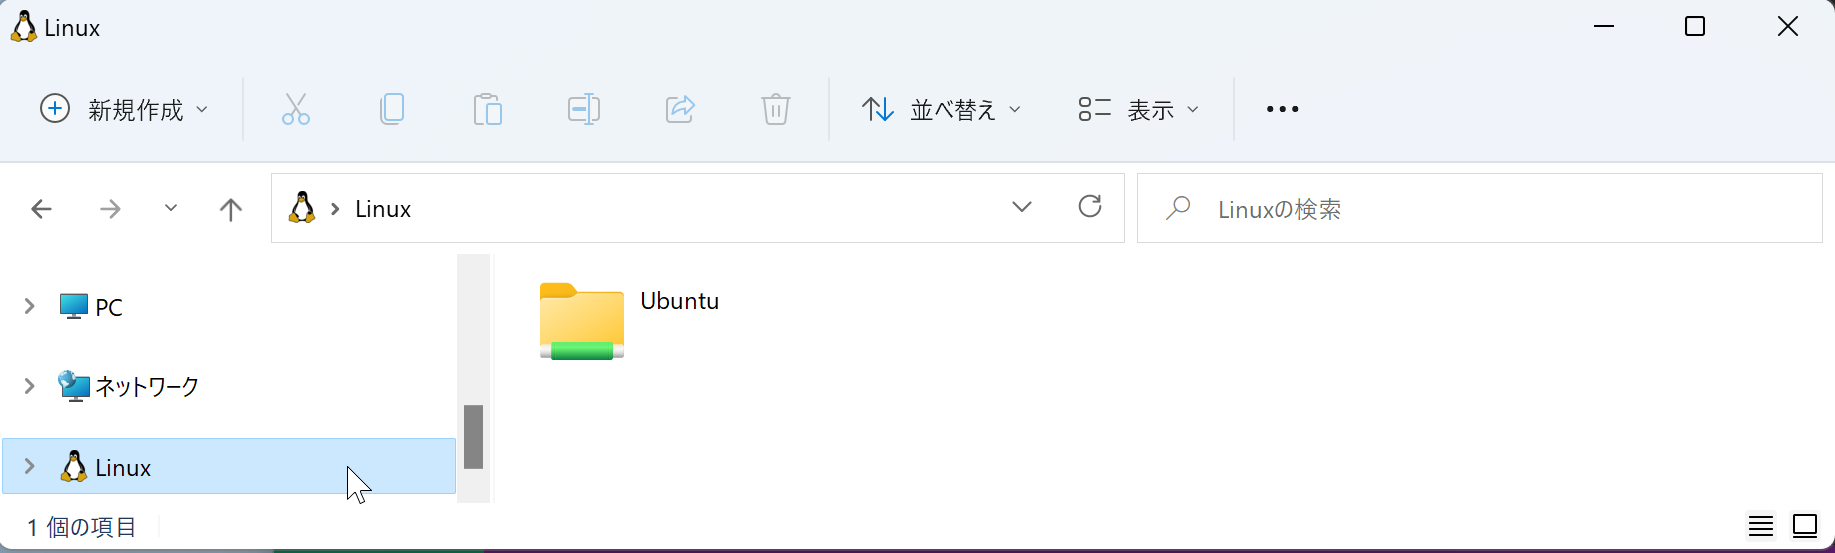 Linux
新規作成 並べ替え 表示
Linux Linuxの検索
PC
ネットワーク
Linux
Ubuntu
1 個の項目